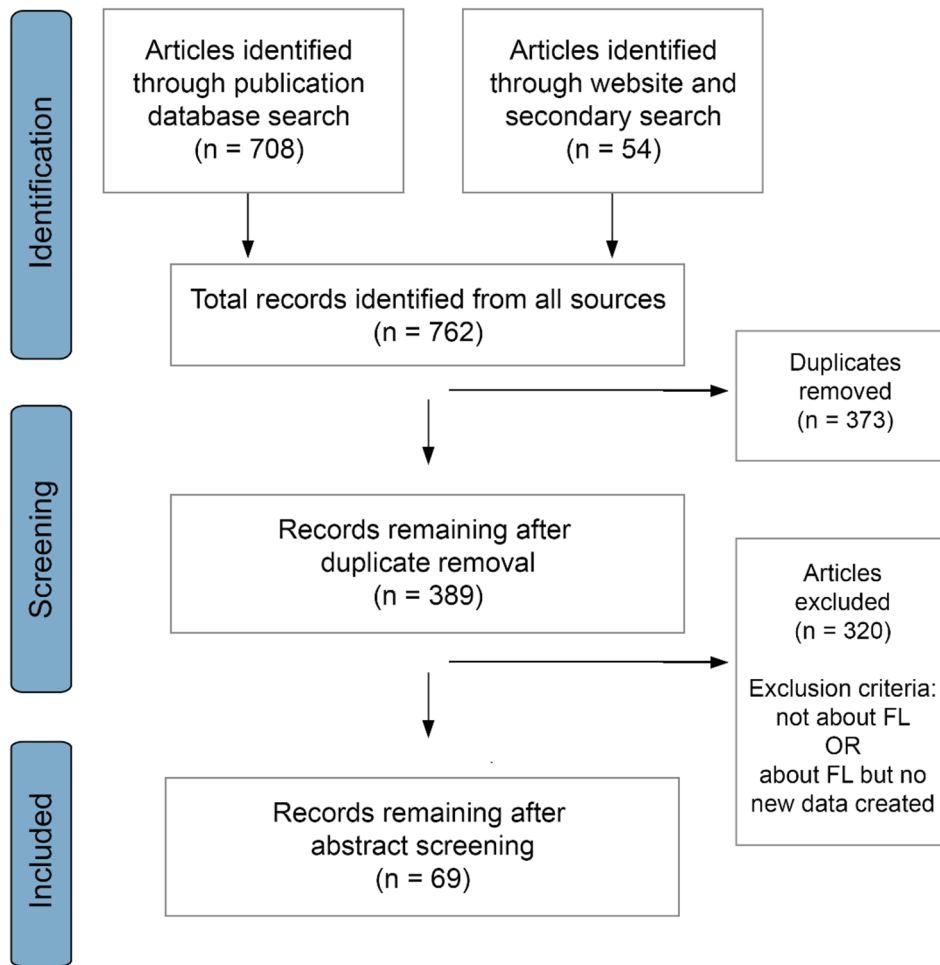 Identification
Articles identified
through publication
database search
(n = 708)
Articles identified
through website and
secondary search
(n = 54)
Total records identified from all sources
(n = 762)
Duplicates
removed
(n = 373)
Screening
Records remaining after
duplicate removal
(n = 389)
Articles
excluded
(n = 320)
Exclusion criteria:
not about FL
OR
about FL but no
new data created
Included
Records remaining after
abstract screening
(n = 69)